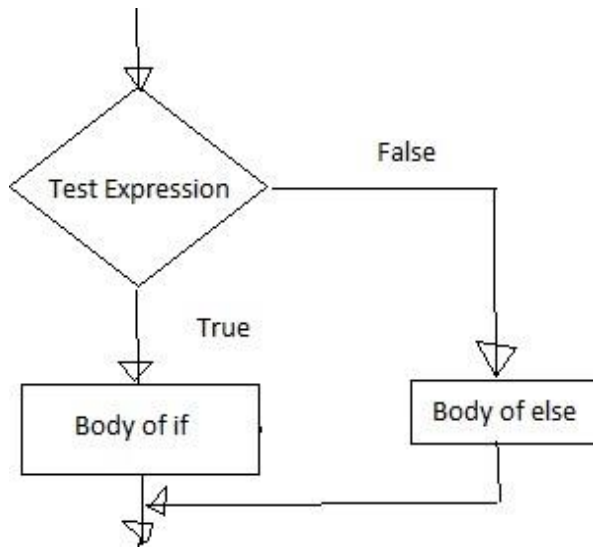 False
Test Expression
True
Body of if
Body of else